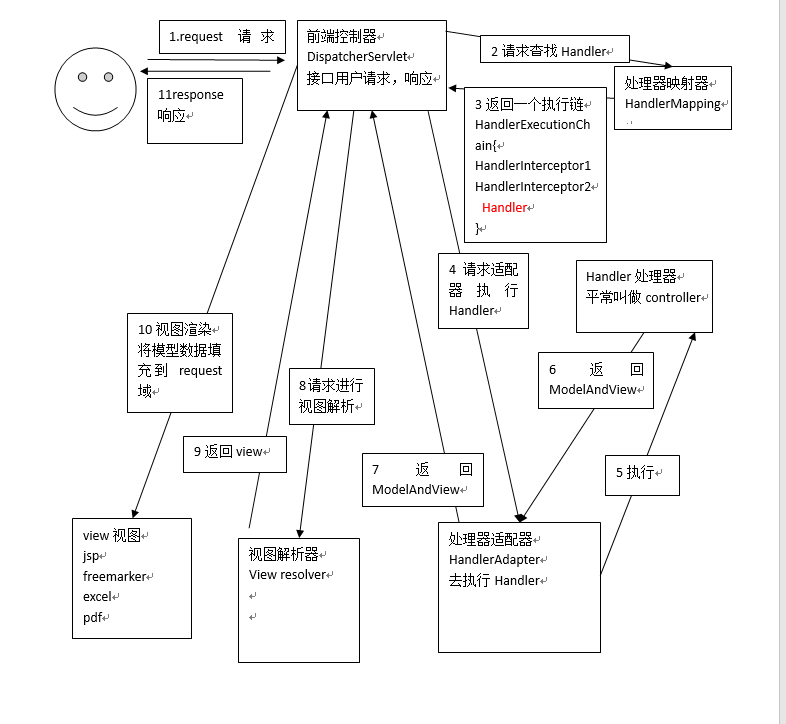 1.request 请 求
前端控制器
DispatcherServlet
接口用户请求，响应
2 请求查找 Handler
处理器映射器
HandlerMapping
11response
响应
3 返回一个执行链
HandlerExecutionCh
ain{
HandlerInterceptor1
HandlerInterceptor2
Handler
}
4 请求适配
器 执 行
Handler
Handler 处理器
平常叫做 controller
10 视图渲染
将模型数据填
充到 request
域
8 请求进行
视图解析
6 返 回
ModelAndView
9 返回 view
7 返 回
ModelAndView
5 执行
view 视图
jsp
freemarker
excel
pdf
视图解析器
View resolver
处理器适配器
HandlerAdapter
去执行 Handler